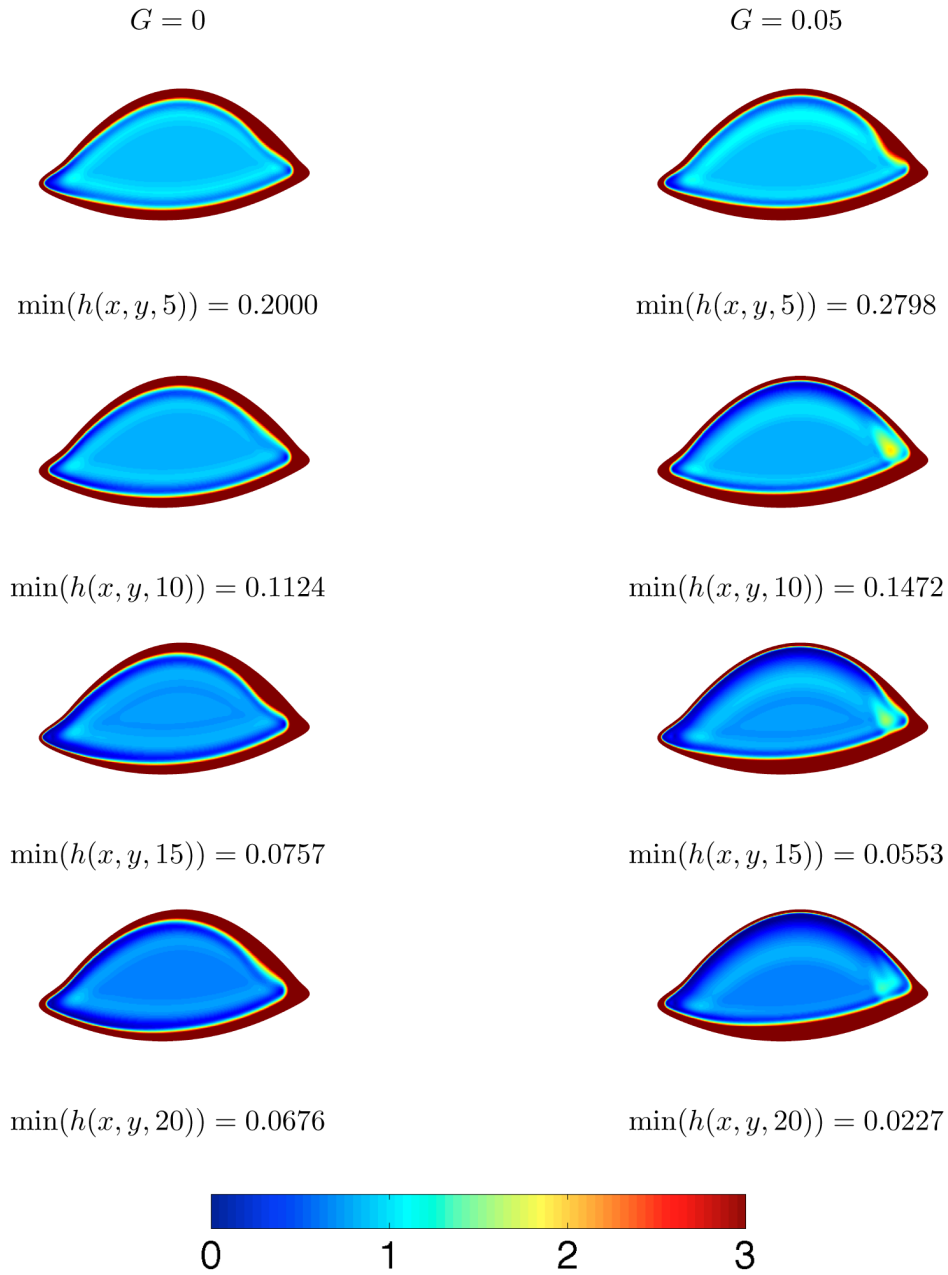 G = 0
G = 0.05
min(h(x, y, 5)) = 0.2000
min(h(x, y, 5)) = 0.2798
min(h(x, y, 10)) = 0.1124
min(h(x, y, 10)) = 0.1472
min(h(x, y, 15)) = 0.0757
min(h(x, y, 15)) = 0.0553
min(h(x, y, 20)) = 0.0676
min(h(x, y, 20)) = 0.0227
0 1 2 3